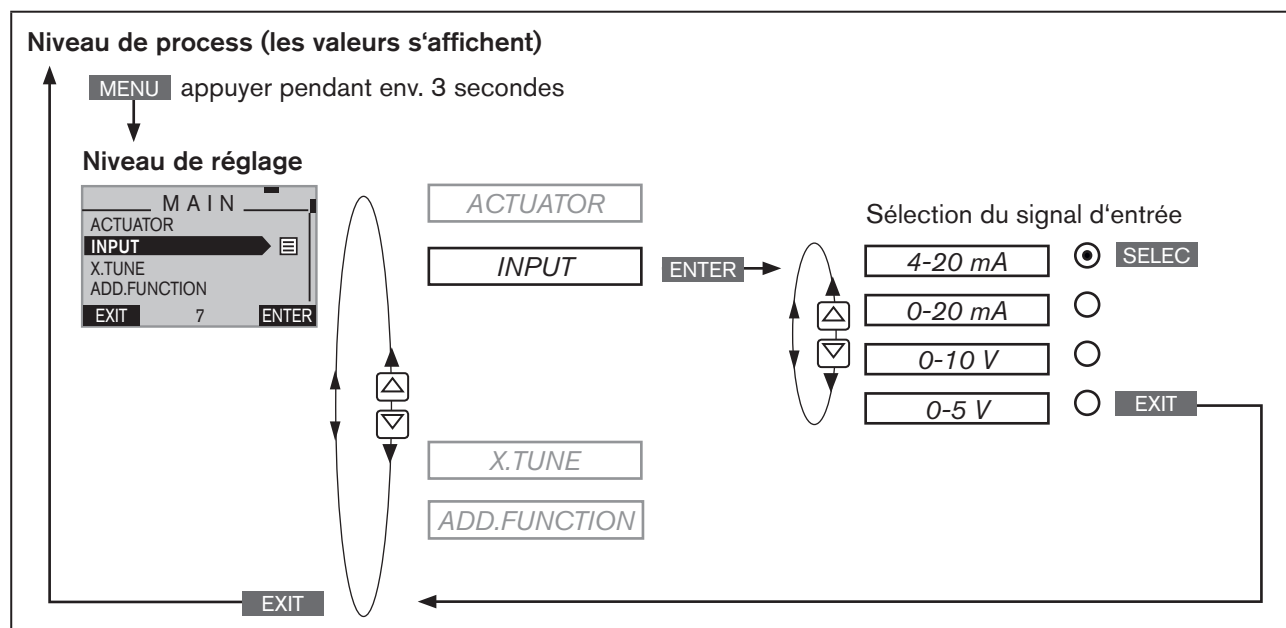 Niveau de process (les valeurs s‘affichent)
MENU appuyer pendant env. 3 secondes
Niveau de réglage
MAIN
ACTUATOR
INPUT
X.TUNE
ADD.FUNCTION
EXIT 7 ENTER
ACTUATOR
INPUT ENTER
X.TUNE
ADD.FUNCTION
Sélection du signal d‘entrée
4-20 mA SELEC
0-20 mA
0-10 V
0-5 V EXIT
EXIT